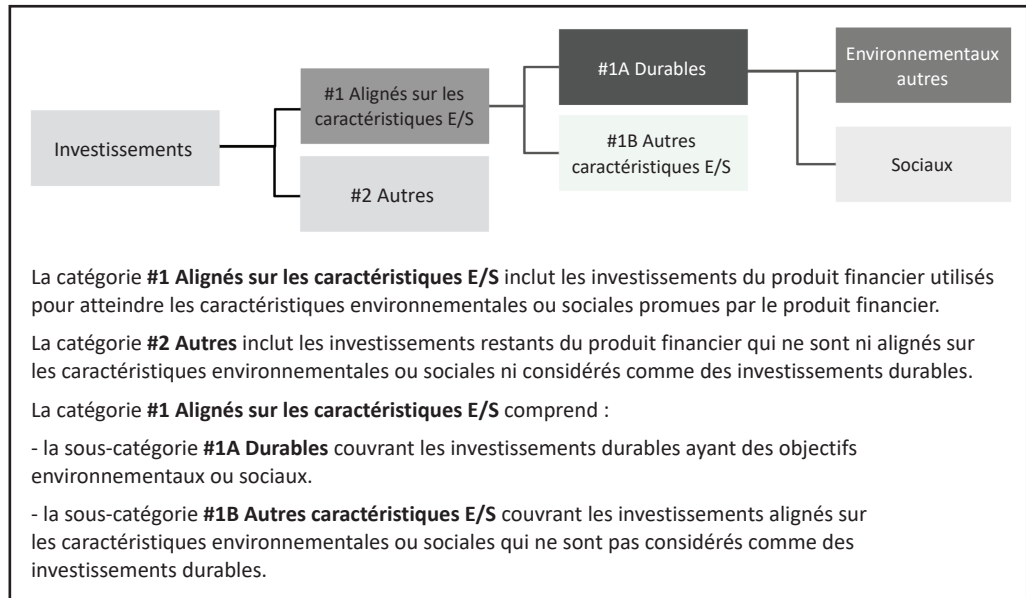 Investissements
#1 Alignés sur les
caractéristiques E/S
#2 Autres
#1A Durables
#1B Autres
caractéristiques E/S
Environnementaux
autres
Sociaux
La catégorie #1 Alignés sur les caractéristiques E/S inclut les investissements du produit financier utilisés
pour atteindre les caractéristiques environnementales ou sociales promues par le produit financier.
La catégorie #2 Autres inclut les investissements restants du produit financier qui ne sont ni alignés sur
les caractéristiques environnementales ou sociales ni considérés comme des investissements durables.
La catégorie #1 Alignés sur les caractéristiques E/S comprend :
- la sous-catégorie #1A Durables couvrant les investissements durables ayant des objectifs
environnementaux ou sociaux.
- la sous-catégorie #1B Autres caractéristiques E/S couvrant les investissements alignés sur
les caractéristiques environnementales ou sociales qui ne sont pas considérés comme des
investissements durables.